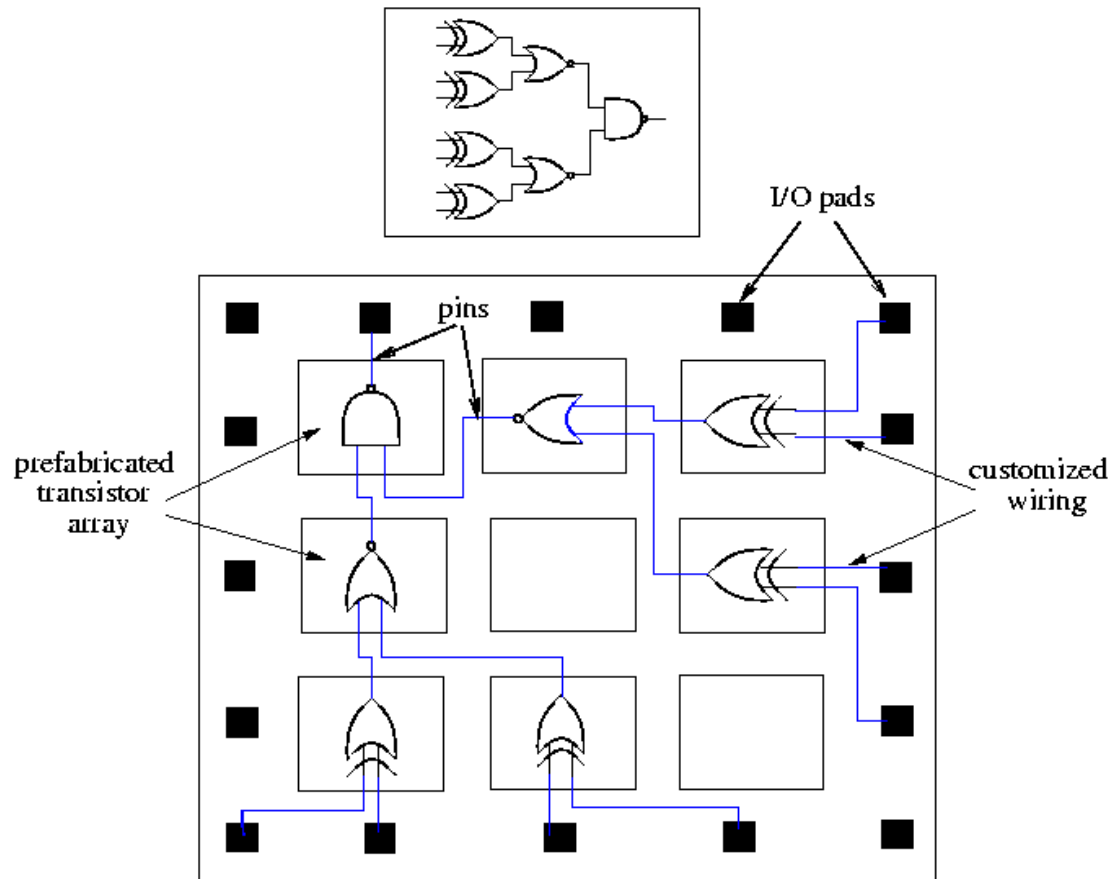 I/O pads
pins
prefabricated
transistor
array
customized
wiring